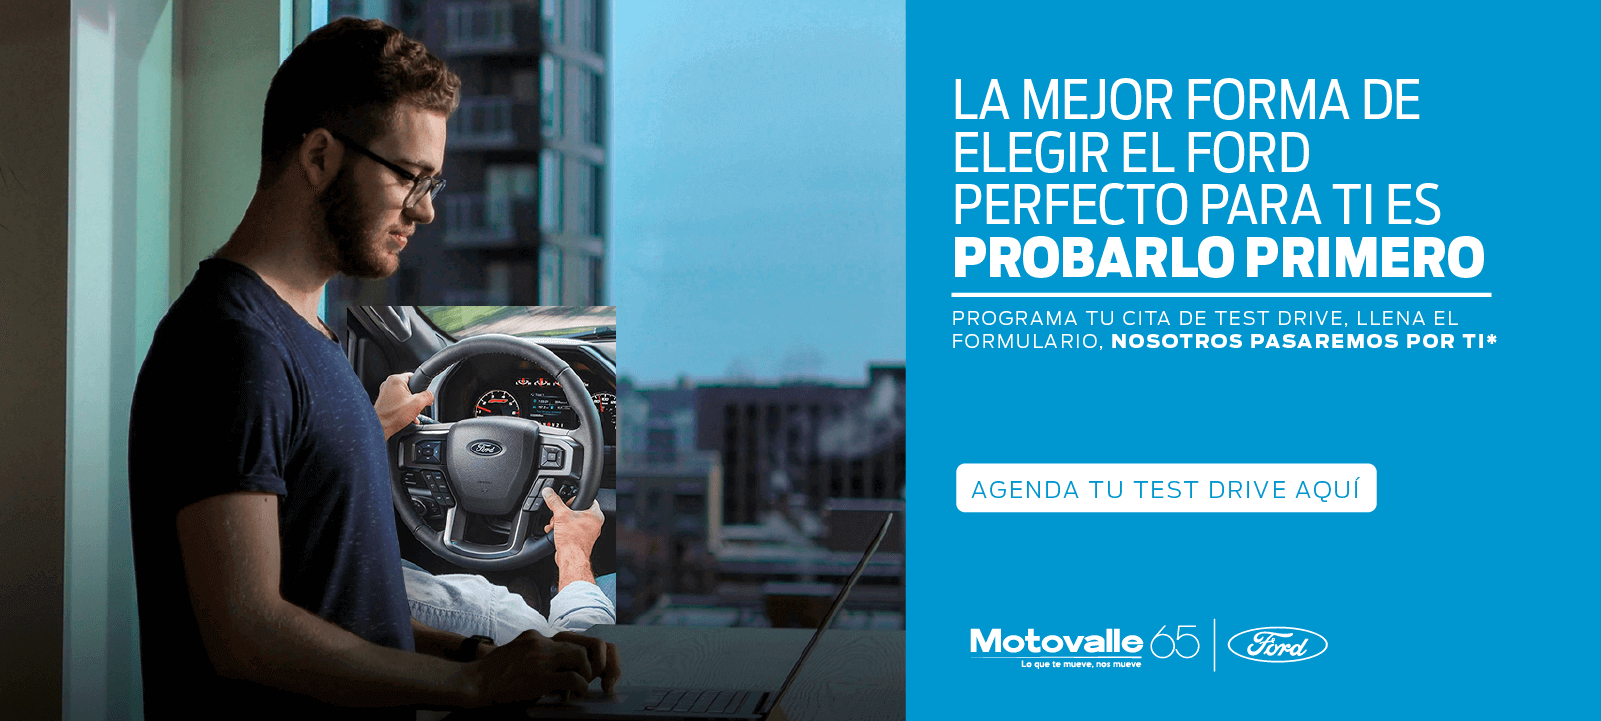 LA MEJOR FORMA DE
ELEGIR EL FORD
PERFECTO PARA TI ES
PROBARLO PRIMERO
PROGRAMA TU CITA DE TEST DRIVE, LLENA EL
FORMULARIO, NOSOTROS PASAREMOS POR TI*
Ford
AGENDA TU TEST DRIVE AQUÍ
Motovalle 65
Lo que te mueve, nos mueve
Ford